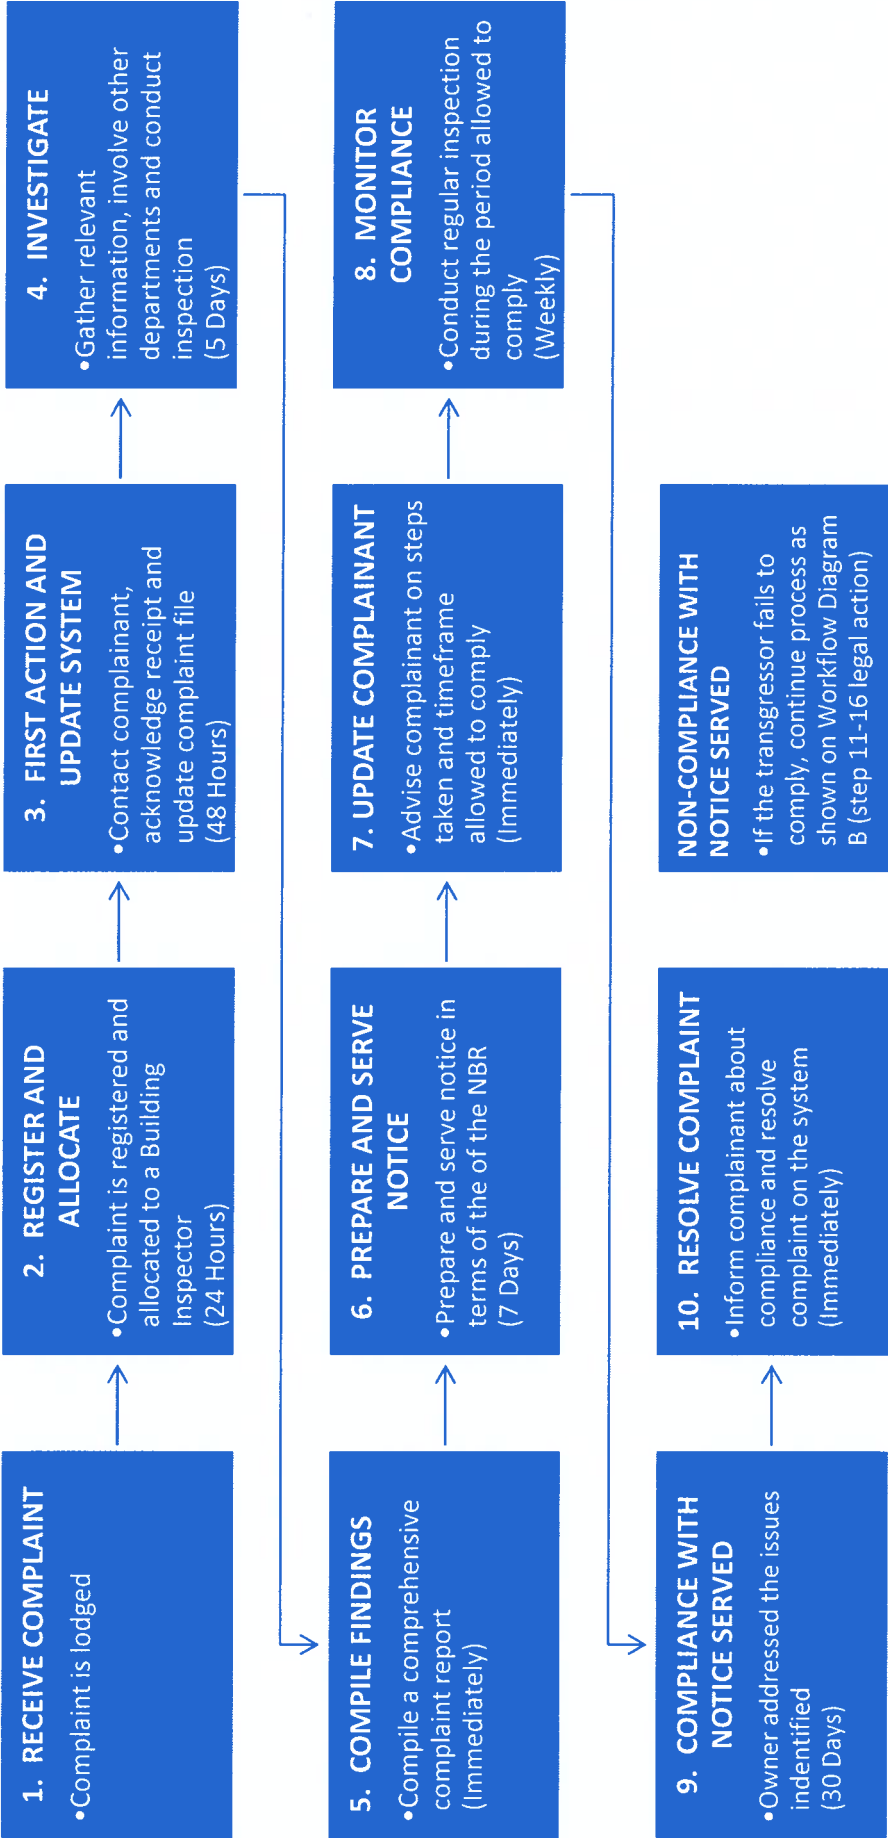 1. RECEIVE COMPLAINT
•Complaint is lodged
2. REGISTER AND
ALLOCATE
•Complaint is registered and
allocated to a Building
Inspector
(24 Hours)
3. FIRST ACTION AND
UPDATE SYSTEM
•Contact complainant,
acknowledge receipt and
update complaint file
(48 Hours)
4. INVESTIGATE
•Gather relevant
information, involve other
departments and conduct
inspection
(5 Days)
5. COMPILE FINDINGS
•Compile a comprehensive
complaint report
(Immediately)
6. PREPARE AND SERVE
NOTICE
•Prepare and serve notice in
terms of the of the NBR
(7 Days)
7. UPDATE COMPLAINANT
•Advise complainant on steps
taken and timeframe
allowed to comply
(Immediately)
8. MONITOR
COMPLIANCE
•Conduct regular inspection
during the period allowed to
comply
(Weekly)
9. COMPLIANCE WITH
NOTICE SERVED
•Owner addressed the issues
indentified
(30 Days)
10. RESOLVE COMPLAINT
•Inform complainant about
compliance and resolve
complaint on the system
(Immediately)
NON-COMPLIANCE WITH
NOTICE SERVED
•If the transgressor fails to
comply, continue process as
shown on Workflow Diagram
B (step 11-16 legal action)